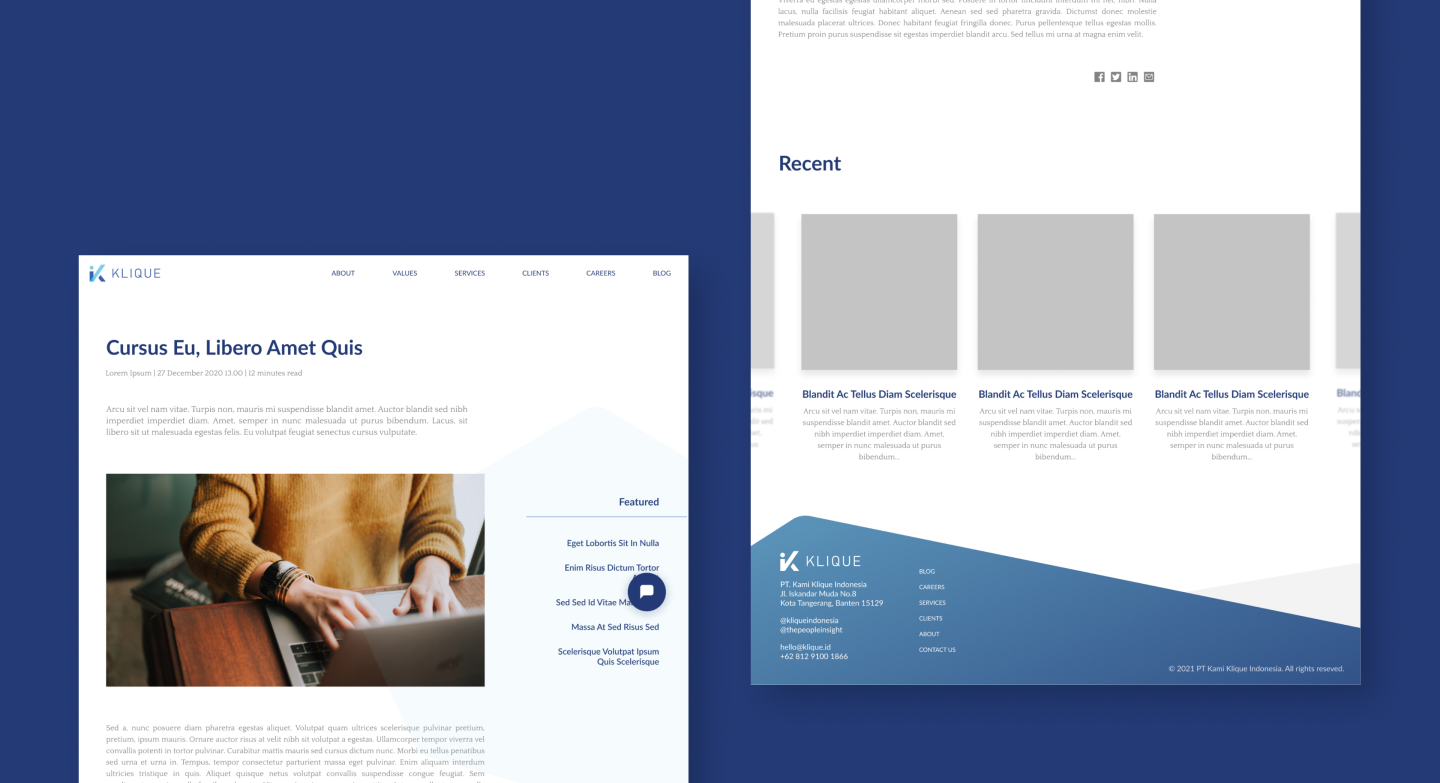 KLIQUE
ABOUT
VALUES
SERVICES
CLIENTS
CAREERS
BLOG
Cursus Eu, Libero Amet Quis
Lorem Ipsum | 27 December 2020 13.00 | 12 minutes read
Arcu sit vel nam vitae. Turpis non, mauris mi suspendisse blandit amet. Auctor blandit sed nibh
imperdiet imperdiet diam. Amet, semper in nunc malesuada ut purus bibendum. Lacus, sit
libero sit ut malesuada egestas felis. Eu volutpat feugiat senectus cursus vulputate.
Featured
Eget Lobortis Sit In Nulla
Enim Risus Dictum Tortor
Sed Sed Id Vitae
Massa At Sed Risus Sed
Scelerisque Volutpat Ipsum
Quis Scelerisque
Sed a, nunc posuere diam pharetra egestas aliquet. Volutpat quam ultrices scelerisque pulvinar pretium,
pretium, ipsum mauris. Ornare auctor risus at velit nibh sit volutpat a egestas. Ullamcorper tempor viverra vel
convallis potenti in tortor pulvinar. Curabitur mattis mauris sed cursus dictum nunc. Morbi eu tellus penatibus
sed urna et urna in. Tempus, tempor consectetur parturient massa eget pulvinar. Enim aliquam interdum
ultricies tristique in quis. Aliquet quisque netus volutpat convallis suspendisse congue feugiat. Sem
lacus, nulla facilisis feugiat habitant aliquet. Aenean sed sed pharetra gravida. Dictumst donec molestie
malesuada placerat ultrices. Donec habitant feugiat fringilla donec. Purus pellentesque tellus egestas mollis.
Pretium proin purus suspendisse sit egestas imperdiet blandit arcu. Sed tellus mi urna at magna enim velit.
Recent
Blandit Ac Tellus Diam Scelerisque
Arcu sit vel nam vitae. Turpis non, mauris mi
suspendisse blandit amet. Auctor blandit sed
nibh imperdiet imperdiet diam. Amet,
semper in nunc malesuada ut purus
bibendum...
Blandit Ac Tellus Diam Scelerisque
Arcu sit vel nam vitae. Turpis non, mauris mi
suspendisse blandit amet. Auctor blandit sed
nibh imperdiet imperdiet diam. Amet,
semper in nunc malesuada ut purus
bibendum...
Blandit Ac Tellus Diam Scelerisque
Arcu sit vel nam vitae. Turpis non, mauris mi
suspendisse blandit amet. Auctor blandit sed
nibh imperdiet imperdiet diam. Amet,
semper in nunc malesuada ut purus
bibendum...
KLIQUE
PT. Kami Klique Indonesia
Jl. Iskandar Muda No.8
Kota Tangerang, Banten 15129
@kliqueindonesia
@thepeopleinsight
hello@klique.id
+62 812 9100 1866
BLOG
CAREERS
SERVICES
CLIENTS
ABOUT
CONTACT US
© 2021 PT Kami Klique Indonesia. All rights reseved.